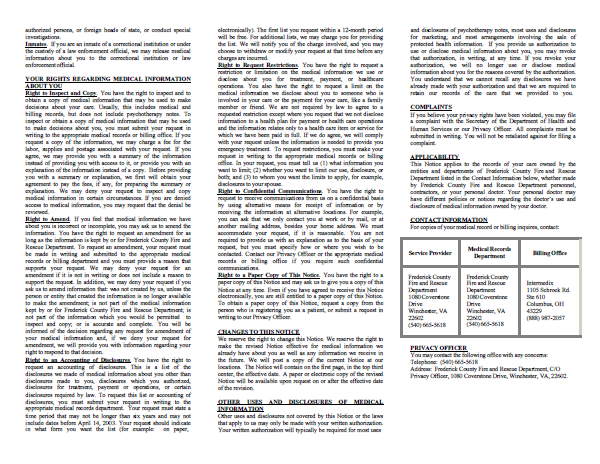 authorized persons, or foreign heads of state, or conduct special
investigations.
Inmates. If you are an inmate of a correctional institution or under
the custody of a law enforcement official, we may release medical
information about you to the correctional institution or law
enforcement official.
YOUR RIGHTS REGARDING MEDICAL INFORMATION
ABOUT YOU
Right to Inspect and Copy. You have the right to inspect and to
obtain a copy of medical information that may be used to make
decisions about your care. Usually, this includes medical and
billing records, but does not include psychotherapy notes. To
inspect or obtain a copy of medical information that may be used
to make decisions about you, you must submit your request in
writing to the appropriate medical records or billing office. If you
request a copy of the information, we may charge a fee for the
labor, supplies and postage associated with your request. If you
agree, we may provide you with a summary of the information
instead of providing you with access to it, or provide you with an
explanation of the information instead of a copy. Before providing
you with a summary or explanation, we first will obtain your
agreement to pay the fees, if any, for preparing the summary or
explanation. We may deny your request to inspect and copy
medical information in certain circumstances. If you are denied
access to medical information, you may request that the denial be
reviewed.
Right to Amend. If you feel that medical information we have
about you is incorrect or incomplete, you may ask us to amend the
information. You have the right to request an amendment for as
long as the information is kept by or for Frederick County Fire and
Rescue Department. To request an amendment, your request must
be made in writing and submitted to the appropriate medical
records or billing department and you must provide a reason that
supports your request. We may deny your request for an
amendment if it is not in writing or does not include a reason to
support the request. In addition, we may deny your request if you
ask us to amend information that: was not created by us, unless the
person or entity that created the information is no longer available
to make the amendment; is not part of the medical information
kept by or for Frederick County Fire and Rescue Department; is
not part of the information which you would be permitted to
inspect and copy; or is accurate and complete. You will be
informed of the decision regarding any request for amendment of
your medical information and, if we deny your request for
amendment, we will provide you with information regarding your
right to respond to that decision.
Right to an Accounting of Disclosures. You have the right to
request an accounting of disclosures. This is a list of the
disclosures we made of medical information about you other than
disclosures made to you, disclosures which you authorized,
disclosures for treatment, payment or operations, or certain
disclosures required by law. To request this list or accounting of
disclosures, you must submit your request in writing to the
appropriate medical records department. Your request must state a
time period that may not be longer than six years and may not
include dates before April 14, 2003. Your request should indicate
in what form you want the list (for example: on paper,
electronically). The first list you request within a 12-month period
will be free. For additional lists, we may charge you for providing
the list. We will notify you of the charge involved, and you may
choose to withdraw or modify your request at that time before any
charges are incurred.
Right to Request Restrictions. You have the right to request a
restriction or limitation on the medical information we use or
disclose about you for treatment, payment, or healthcare
operations. You also have the right to request a limit on the
medical we disclose about you to someone who is
involved in your care or the payment for your care, like a family
member or friend. We are not required by law to agree to a
requested restriction except where you request that we not disclose
information to a health plan for payment or health care operations
and the information relates only to a health care item or service for
which we have been paid in full. If we do agree, we will comply
with your request unless the information is needed to provide you
emergency treatment. To request restrictions, you must make your
request in writing to the appropriate medical records or billing
office. In your request, you must tell us (1) what information you
want to limit; (2) whether you want to limit our use, disclosure, or
both; and (3) to whom you want the limits to apply, for example,
disclosures to your spouse.
Right to Confidential Communications. You have the right to
request to receive communications from us on a confidential basis
by using alternative means for receipt of information or by
receiving the information at alternative locations. For example,
you can ask that we only contact you at work or by mail, or at
another mailing address, besides your home address. We must
accommodate your request, if it is reasonable. You are not
required to provide us with an explanation as to the basis of your
request, but you must specify how or where you wish to be
contacted. Contact our Privacy Officer or the appropriate medical
records or billing office if you require such confidential
communications.
Right to a Paper Copy of This Notice. You have the right to a
paper copy of this Notice and may ask us to give you a copy of this
Notice at any time. Even if you have agreed to receive this Notice
electronically, you are still entitled to a paper copy of this Notice.
To obtain a paper copy of this Notice, request a copy from the
person who is registering you as a patient, or submit a request in
writing to our Privacy Officer.
CHANGES TO THIS NOTICE
We reserve the right to change this Notice. We reserve the right to
make the revised Notice effective for medical information we
already have about you as well as any information we receive in
the future. We will post a copy of the current Notice at our
locations. The Notice will contain on the first page, in the top third
center, the effective date. A paper or electronic copy of the revised
Notice will be available upon request on or after the effective date
of the revision.
OTHER USES AND DISCLOSURES OF MEDICAL
INFORMATION
Other uses and disclosures not covered by this Notice or the laws
that apply to us may only be made with your written authorization.
Your written authorization will typically be required for most uses
and disclosures of psychotherapy notes, most uses and disclosures
for marketing, and most arrangements involving the sale of
protected health information. If you provide us authorization to
use or disclose medical information about you, you may revoke
that authorization, in writing, at any time. If you revoke your
authorization, we will no longer use or disclose medical
information about you for the reasons covered by the authorization.
You understand that we cannot recall any disclosures we have
already made with your authorization and that we are required to
retain our records of the care that we provided to you.
COMPLAINTS
If you believe your privacy rights have been violated, you may file
a complaint with the Secretary of the Department of Health and
Human Services or our Privacy Officer. All complaints must be
submitted in writing. You will not be retaliated against for filing a
complaint.
APPLICABILITY
This Notice applies to the records of your care owned by the
entities and departments of Frederick County Fire and Rescue
Department listed in the Contact Information below, whether made
by Frederick County Fire and Rescue Department personnel,
contractors, or your personal doctor. Your personal doctor may
have different policies or notices regarding the doctor's use and
disclosure of medical information owned by your doctor.
CONTACT INFORMATION
For copies of your medical record or billing inquires, contact:
Service Provider
Medical Records
Department
Billing Office
Frederick County
Fire and Rescue
Department
1080 Coverstone
Drive
Winchester, VA
22602
(540) 665-5618
Frederick County
Fire and Rescue
Department
1080 Coverstone
Drive
Winchester, VA
22602
(540) 665-5618
Intermedix
1105 Schrock Rd.
Ste 610
Columbus, OH
43229
(888) 987-2057
PRIVACY OFFICER
You may contact the following office with any concerns:
Telephone: (540) 665-5618
Address: Frederick County Fire and Rescue Department, C/O
Privacy Officer, 1080 Coverstone Drive, Winchester, VA, 22602.